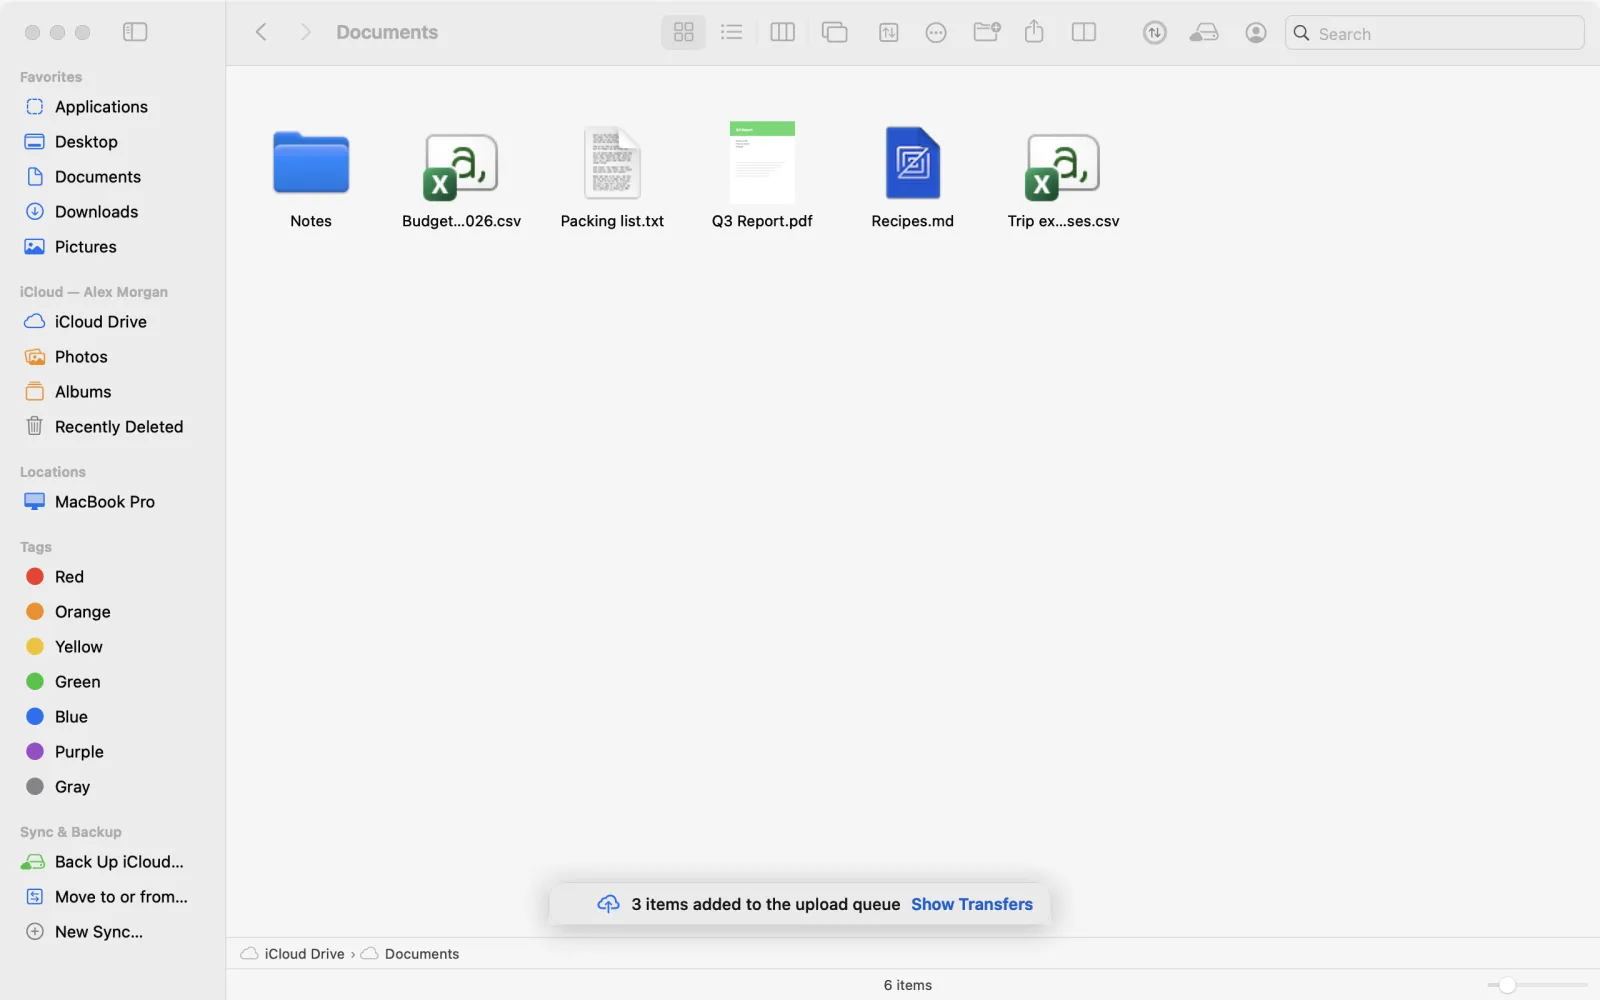 Documents
Search
Favorites
Applications
Desktop
Documents
Downloads
Pictures
iCloud — Alex Morgan
iCloud Drive
Photos
Albums
Recently Deleted
Locations
MacBook Pro
Tags
Red
Orange
Yellow
Green
Blue
Purple
Gray
Sync & Backup
Back Up iCloud...
Move to or from...
New Sync...
a,
X
Q3 Report
a,
X
Notes
Budget...026.csv
Packing list.txt
Q3 Report.pdf
Recipes.md
Trip ex...ses.csv
3 items added to the upload queue Show Transfers
iCloud Drive › Documents
6 items